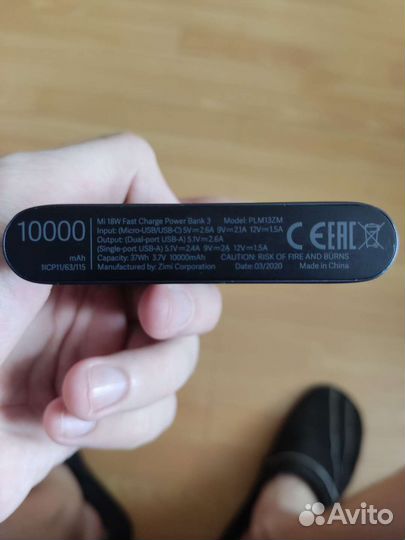 10000
mAh
IICP11/63/115
Mi 18W Fast Charge Power Bank 3 Model: PLM13ZM
Input: (Micro-USB/USB-C) 5V⎓2.6A 9V⎓2.1A 12V⎓1.5A
Output: (Dual-port USB-A) 5.1V⎓2.6A
(Single-port USB-A) 5.1V⎓2.4A 9V⎓2A 12V⎓1.5A
Capacity: 37Wh 3.7V 10000mAh CAUTION: RISK OF FIRE AND BURNS
Manufactured by: Zimi Corporation Date: 03/2020 Made in China
CE EAC
Avito